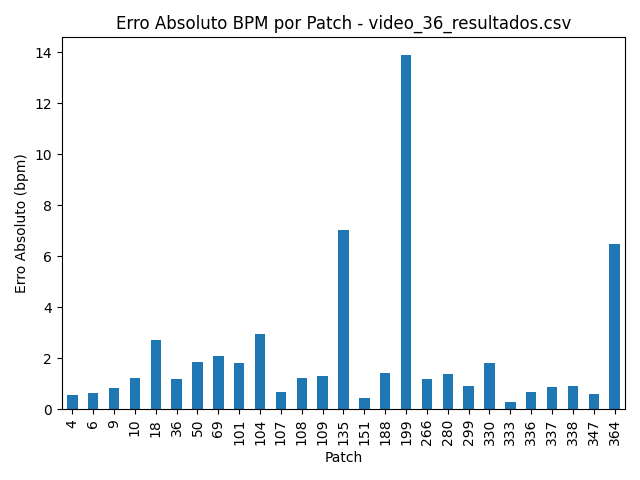 Erro Absoluto BPM por Patch - video_36_resultados.csv
14
12
10
8
6
4
2
0
Erro Absoluto (bpm)
4 6 9 10 18 36 50 69 101 104 107 108 109 135 151 188 199 266 280 299 330 333 336 337 338 347 364
Patch